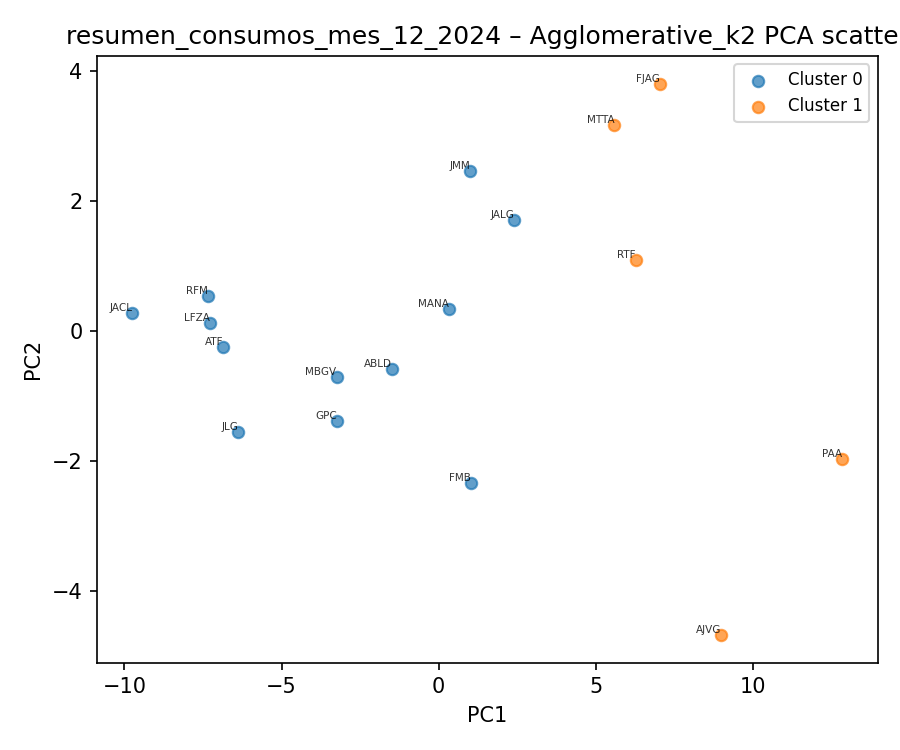 resumen_consumos_mes_12_2024 – Agglomerative_k2 PCA scatte
Cluster 0
Cluster 1
FJAG
MTTA
JMM
JALG
RTF
RFM
JACL
LFZA
MANA
ATF
MBGV
ABLD
GPC
JLG
FMB
PAA
AJVG
4
2
0
−2
−4
PC2
−10
−5
0
5
10
PC1